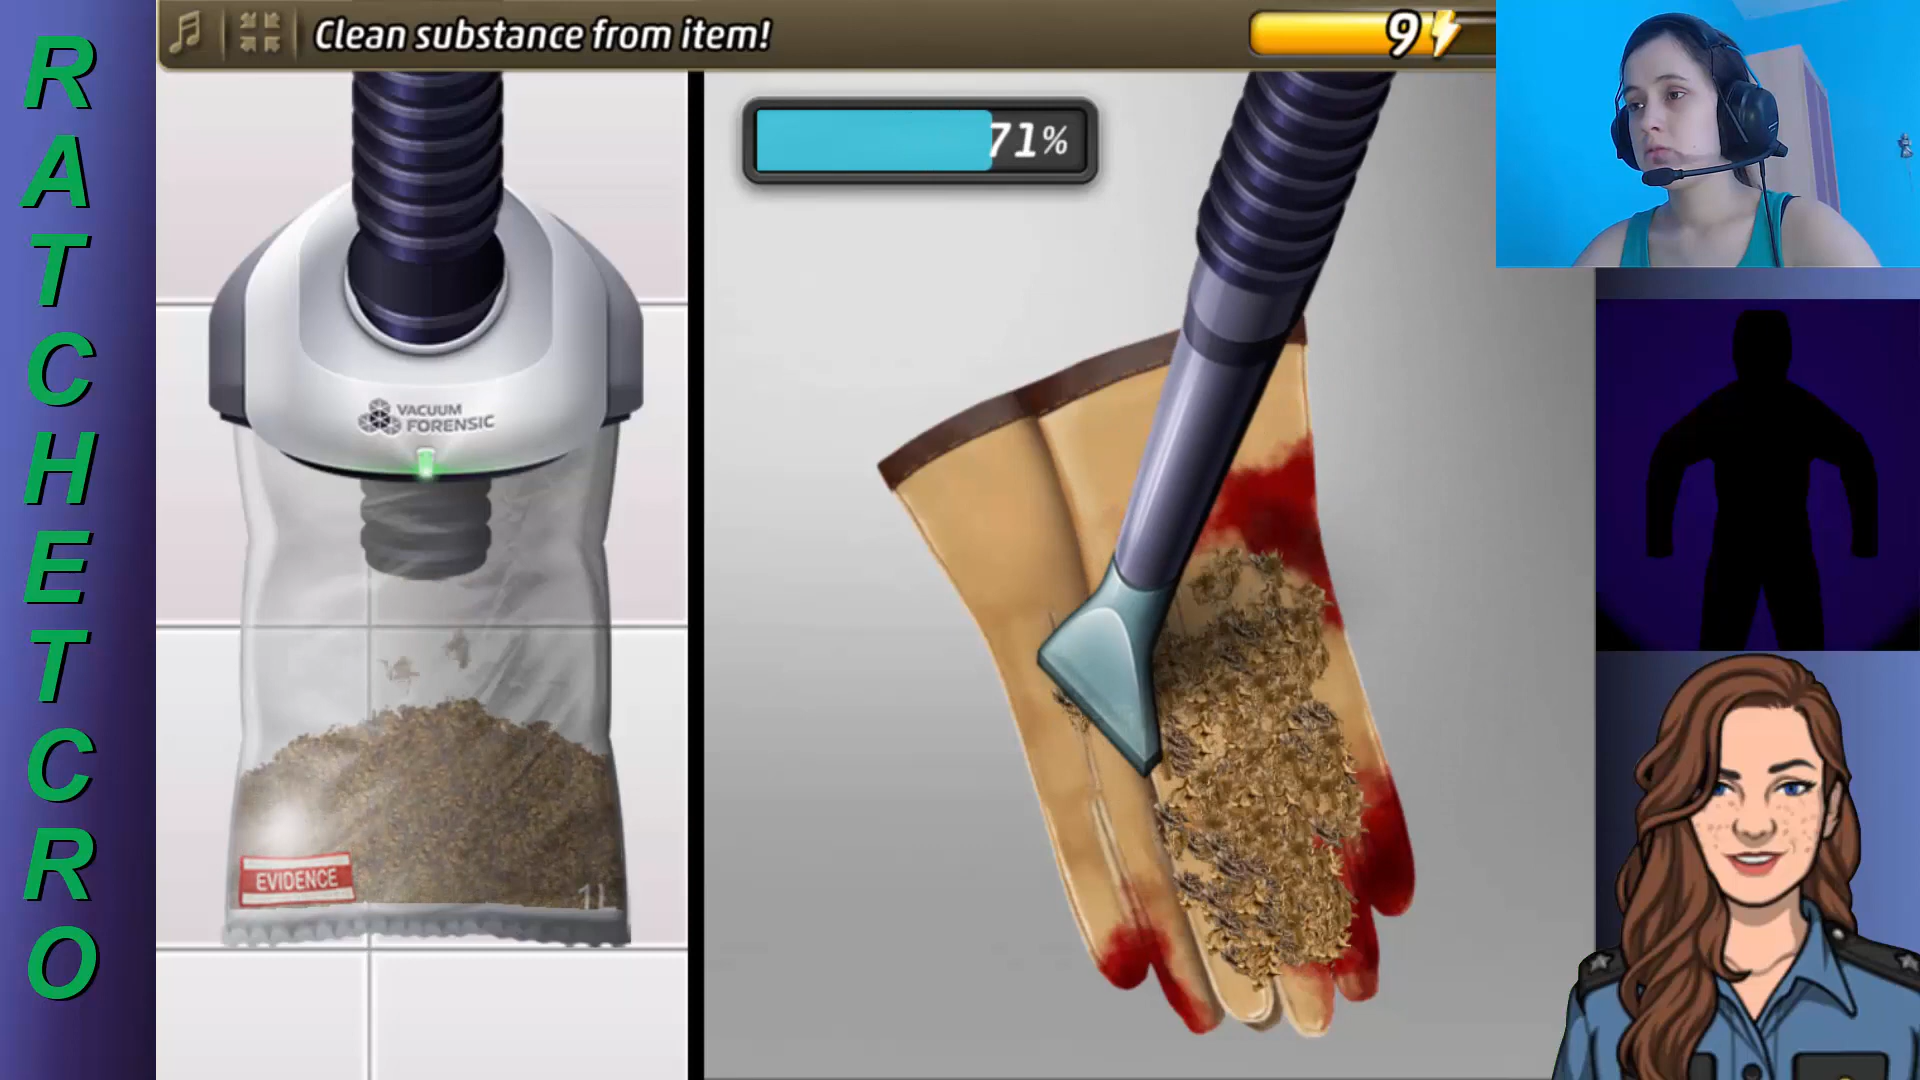 Clean substance from item!
9
71%
RATCHETCRO
VACUUM
FORENSIC
EVIDENCE
1L